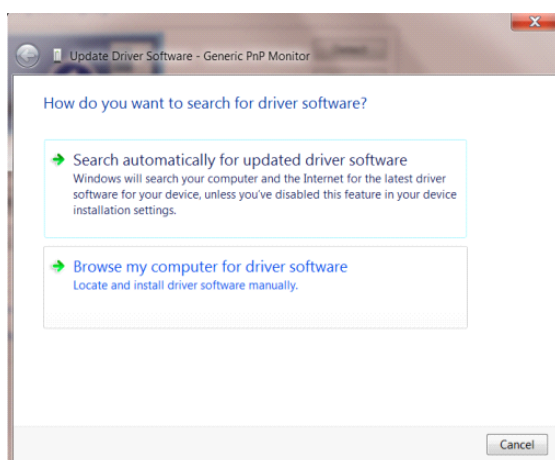 Update Driver Software - Generic PnP Monitor
How do you want to search for driver software?
Search automatically for updated driver software
Windows will search your computer and the Internet for the latest driver
software for your device, unless you've disabled this feature in your device
installation settings.
Browse my computer for driver software
Locate and install driver software manually.
Cancel